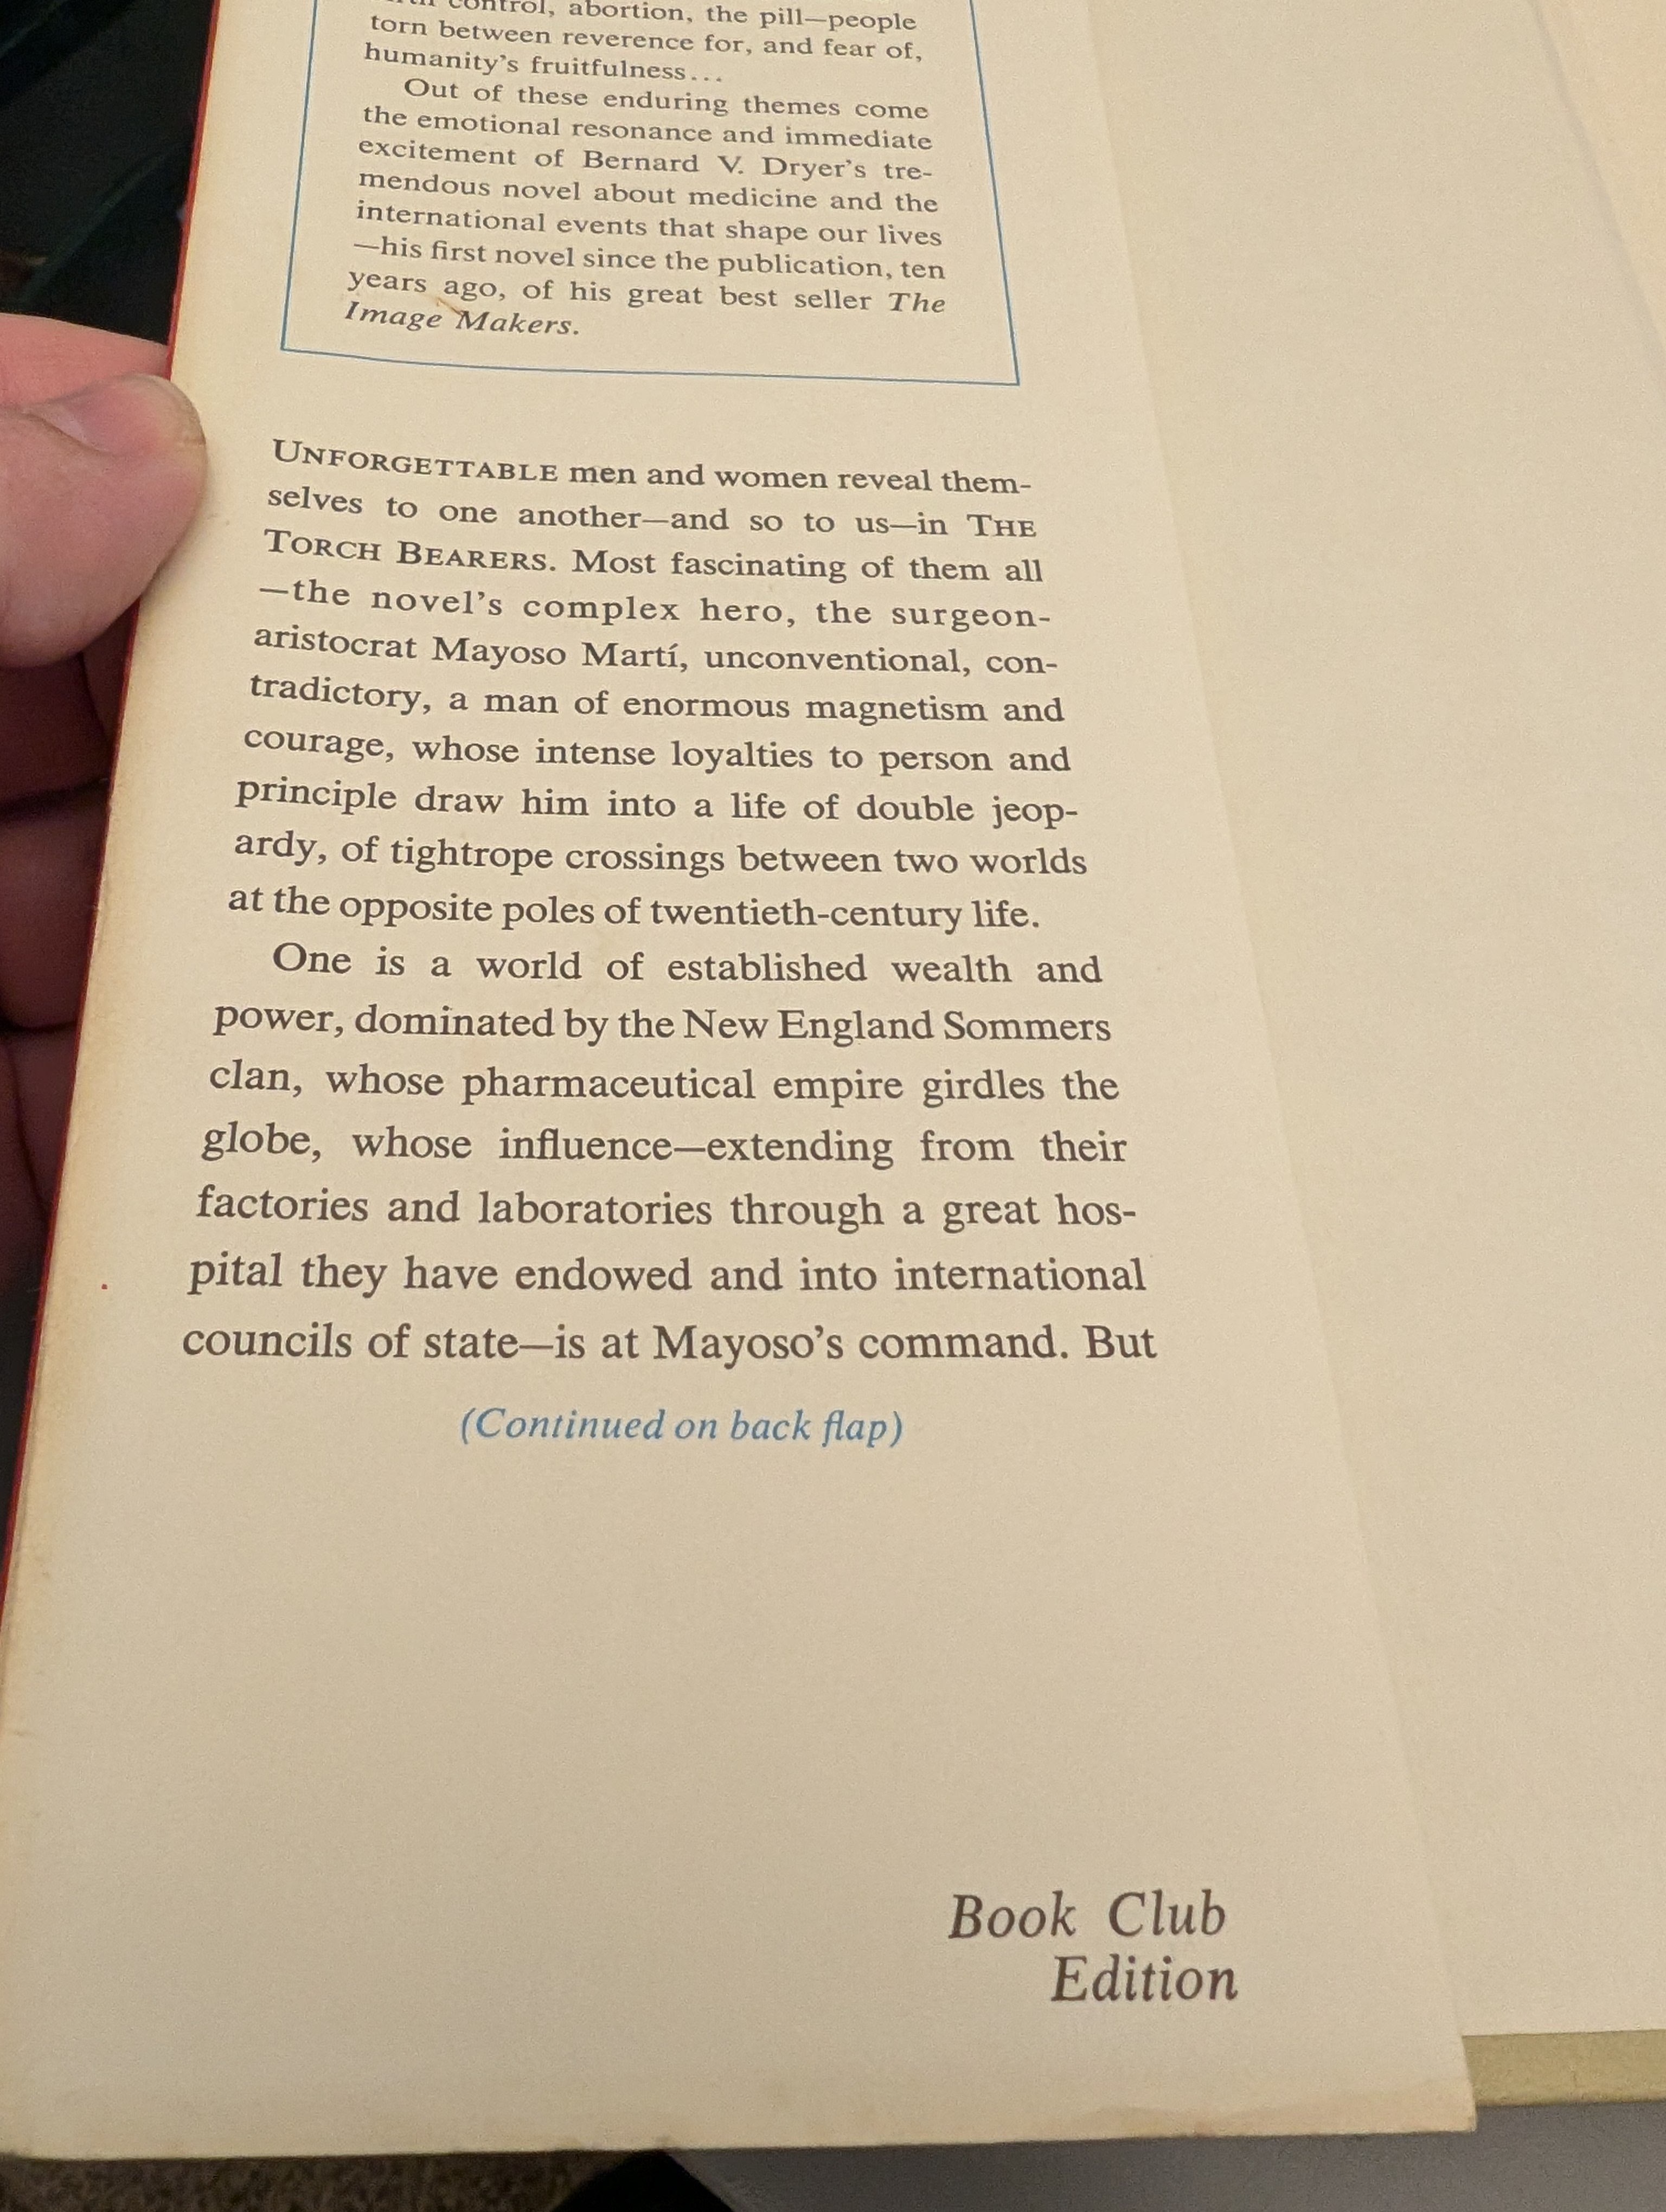 control, abortion, the pill—people
torn between reverence for, and fear of,
humanity's fruitfulness...
Out of these enduring themes come
the emotional resonance and immediate
excitement of Bernard V. Dryer's tre-
mendous novel about medicine and the
international events that shape our lives
—his first novel since the publication, ten
years ago, of his great best seller The
Image Makers.
UNFORGETTABLE men and women reveal them-
selves to one another—and so to us—in THE
TORCH BEARERS. Most fascinating of them all
—the novel's complex hero, the surgeon-
aristocrat Mayoso Martí, unconventional, con-
tradictory, a man of enormous magnetism and
courage, whose intense loyalties to person and
principle draw him into a life of double jeop-
ardy, of tightrope crossings between two worlds
at the opposite poles of twentieth-century life.
One is a world of established wealth and
power, dominated by the New England Sommers
clan, whose pharmaceutical empire girdles the
globe, whose influence—extending from their
factories and laboratories through a great hos-
pital they have endowed and into international
councils of state—is at Mayoso's command. But
(Continued on back flap)
Book Club
Edition